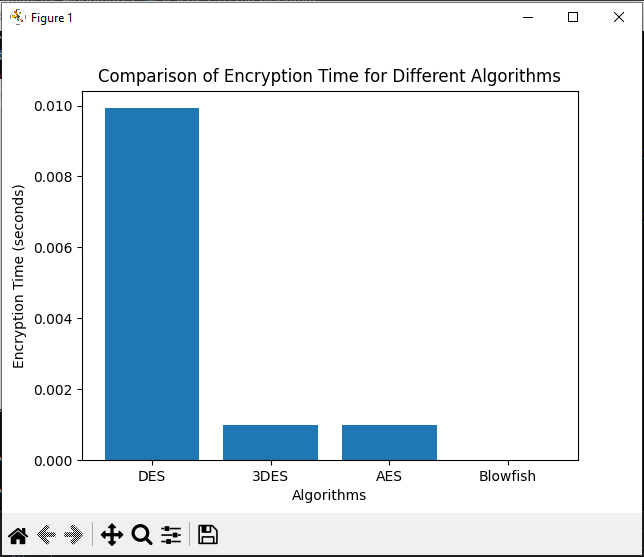 Figure 1
Comparison of Encryption Time for Different Algorithms
0.010
0.008
0.006
0.004
0.002
0.000
Encryption Time (seconds)
DES 3DES AES Blowfish
Algorithms